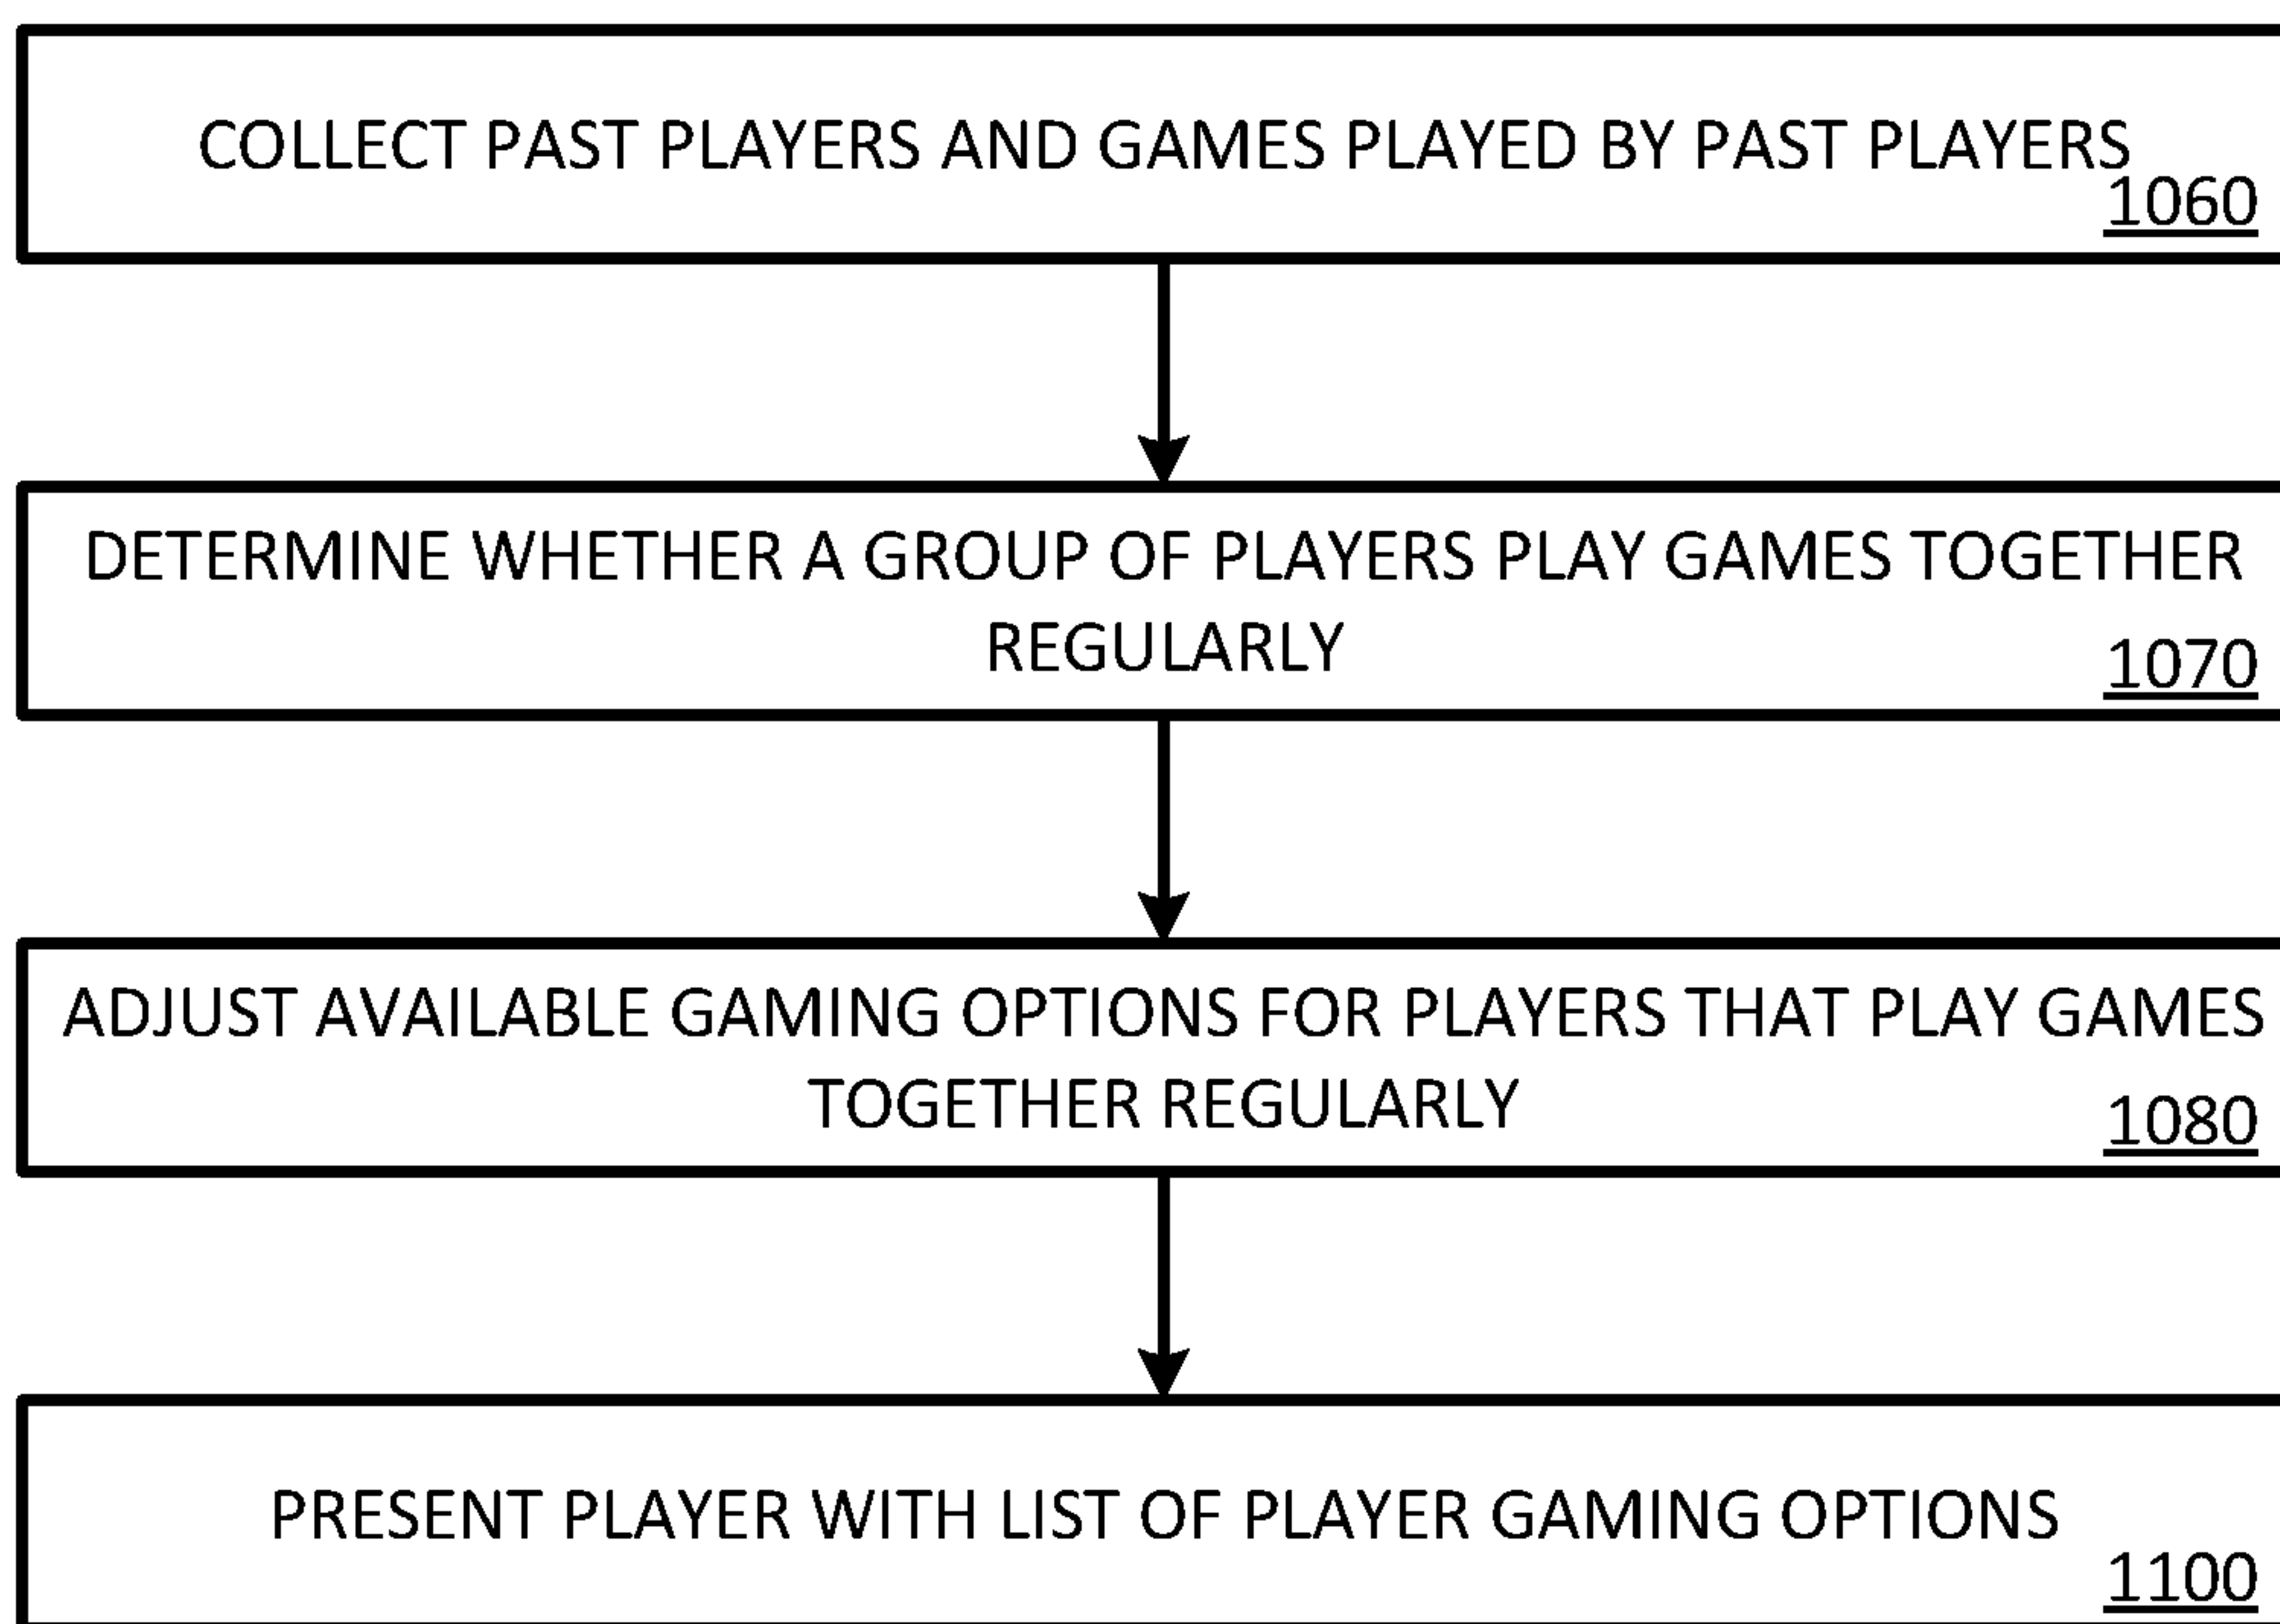 COLLECT PAST PLAYERS AND GAMES PLAYED BY PAST PLAYERS
1060
DETERMINE WHETHER A GROUP OF PLAYERS PLAY GAMES TOGETHER
REGULARLY
1070
ADJUST AVAILABLE GAMING OPTIONS FOR PLAYERS THAT PLAY GAMES
TOGETHER REGULARLY
1080
PRESENT PLAYER WITH LIST OF PLAYER GAMING OPTIONS
1100